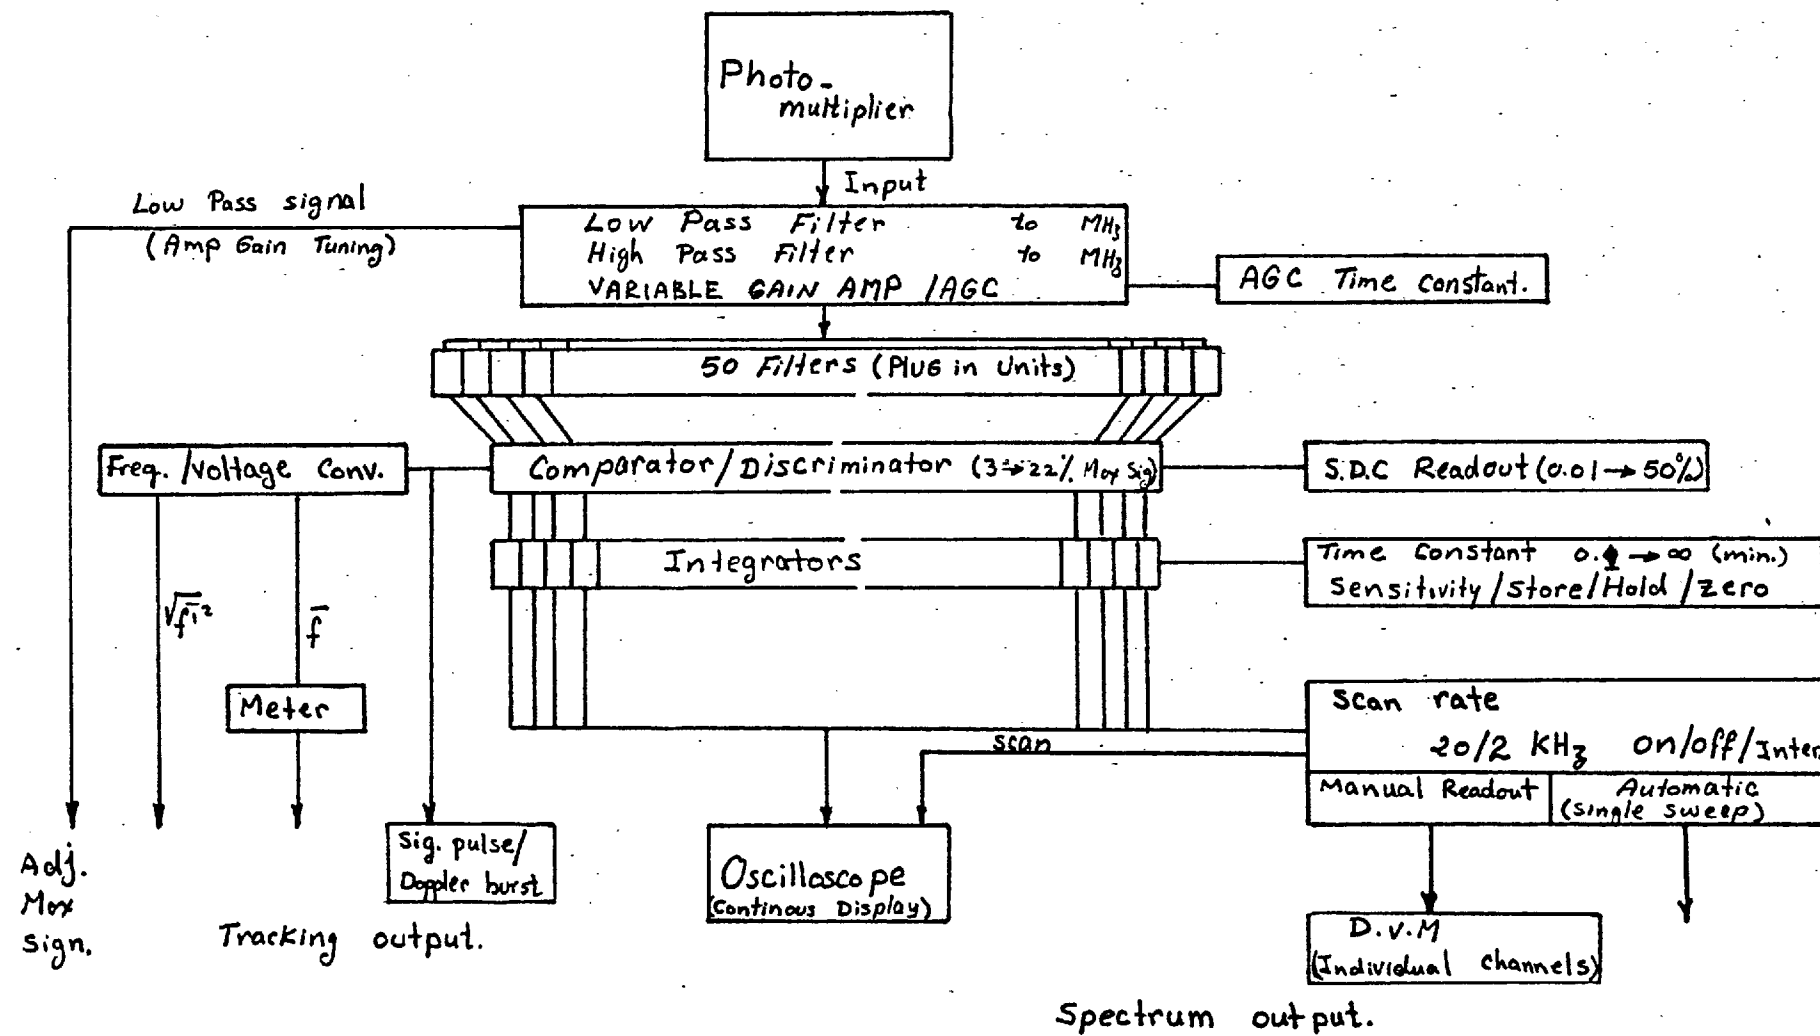 Photo-
multiplier
Input
Low Pass signal
(Amp Gain Tuning)
Low Pass Filter to MHz
High Pass Filter to MHz
VARIABLE GAIN AMP /AGC
AGC Time constant.
50 Filters (Plug in Units)
Freq. /Voltage Conv.
Comparator/Discriminator (3→22% Max Sig)
S.D.C Readout (0.01→50%)
Integrators
Time Constant 0. → ∞ (min.)
Sensitivity /Store/Hold /zero
f̄
Meter
Scan rate
20/2 KHz on/off/Inter
scan
Manual Readout
Automatic
(single sweep)
Sig. pulse/
Doppler burst
Oscilloscope
(Continous Display)
Adj.
Max
Sign.
Tracking output.
D.V.M
(Individual channels)
Spectrum output.